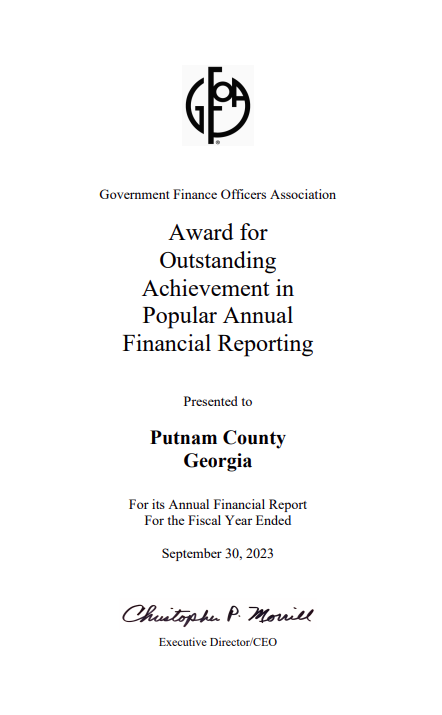 GFOA
®
Government Finance Officers Association
Award for
Outstanding
Achievement in
Popular Annual
Financial Reporting
Presented to
Putnam County
Georgia
For its Annual Financial Report
For the Fiscal Year Ended
September 30, 2023
Christopher P. Morrill
Executive Director/CEO